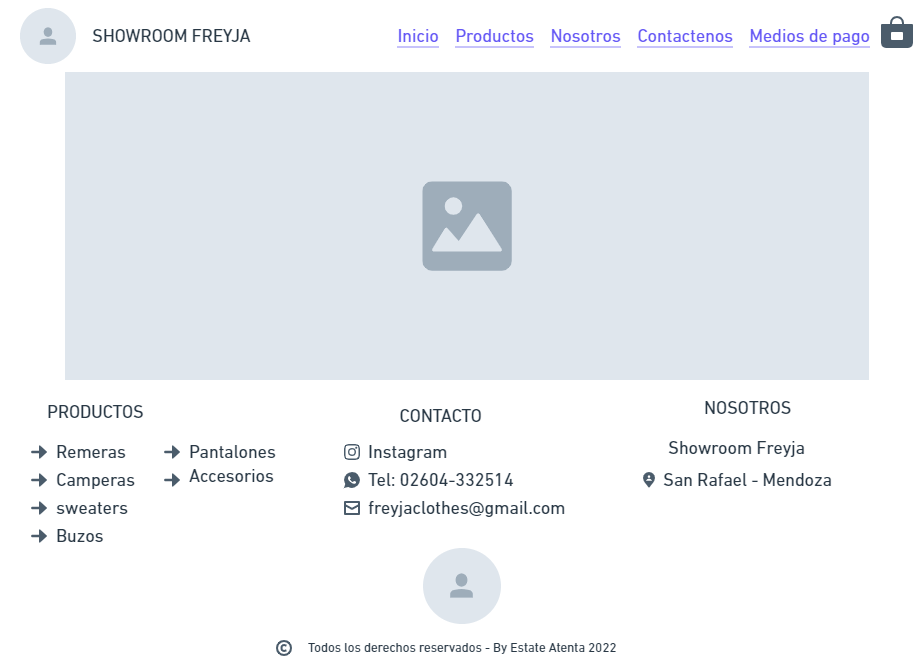 SHOWROOM FREYJA
Inicio Productos Nosotros Contactenos Medios de pago
PRODUCTOS
Remeras Pantalones
Camperas Accesorios
sweaters
Buzos
CONTACTO
Instagram
Tel: 02604-332514
freyjaclothes@gmail.com
NOSOTROS
Showroom Freyja
San Rafael - Mendoza
© Todos los derechos reservados - By Estate Atenta 2022